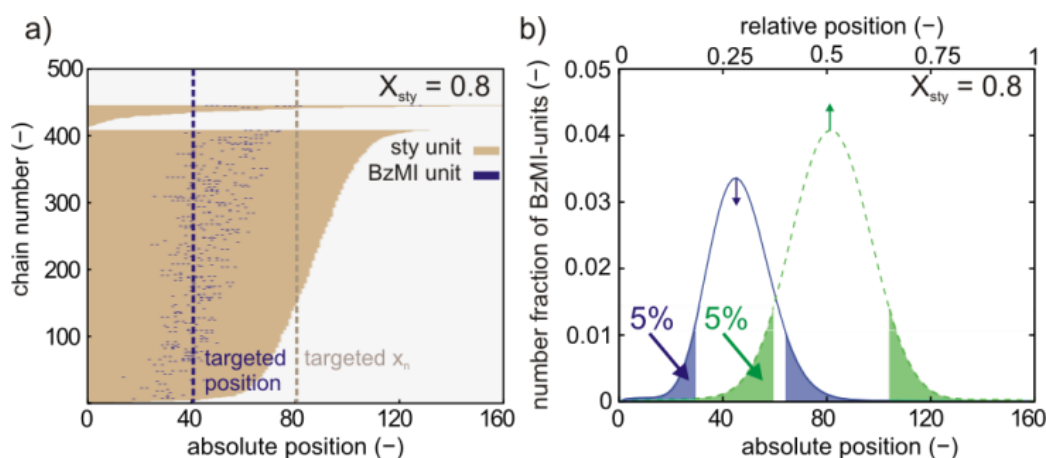 a)
500
X_sty = 0.8
400
sty unit
BzMI unit
300
chain number (−)
200
100
targeted position
targeted x_n
0 40 80 120 160
absolute position (−)
b)
relative position (−)
0 0.25 0.5 0.75 1
0.05
X_sty = 0.8
0.04
number fraction of BzMI-units (−)
0.03
0.02
5% 5%
0.01
0
0 40 80 120 160
absolute position (−)